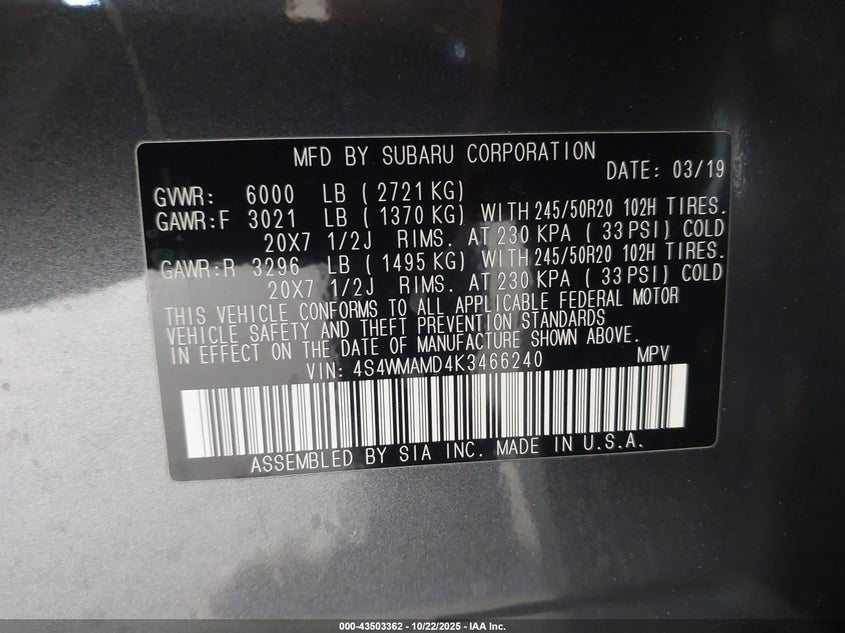 MFD BY SUBARU CORPORATION DATE: 03/19
GVWR: 6000 LB ( 2721 KG)
GAWR:F 3021 LB ( 1370 KG) WITH 245/50R20 102H TIRES.
20X7 1/2J RIMS. AT 230 KPA ( 33 PSI) COLD
GAWR:R 3296 LB ( 1495 KG) WITH 245/50R20 102H TIRES.
20X7 1/2J RIMS. AT 230 KPA ( 33 PSI) COLD
THIS VEHICLE CONFORMS TO ALL APPLICABLE FEDERAL MOTOR
VEHICLE SAFETY AND THEFT PREVENTION STANDARDS
IN EFFECT ON THE DATE OF MANUFACTURE SHOWN ABOVE.
VIN: 4S4WMAMD4K3466240 MPV
ASSEMBLED BY SIA INC. MADE IN U.S.A.
000-43503362 - 10/22/2025 - IAA Inc.